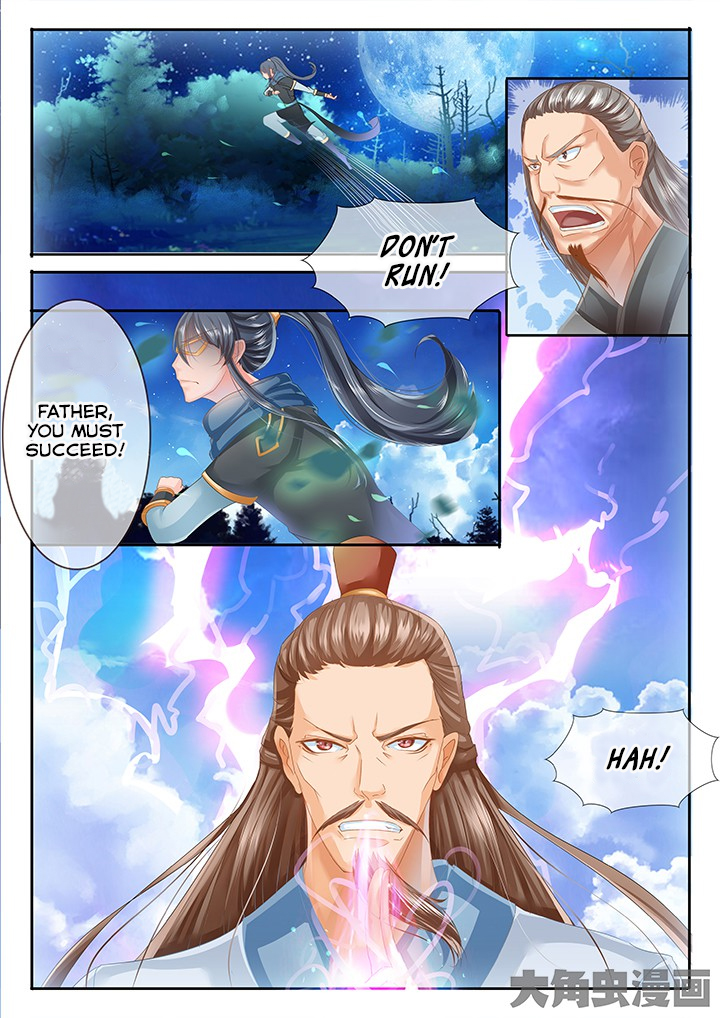 DON'T
RUN!
FATHER,
YOU MUST
SUCCEED!
HAH!
大角虫漫画